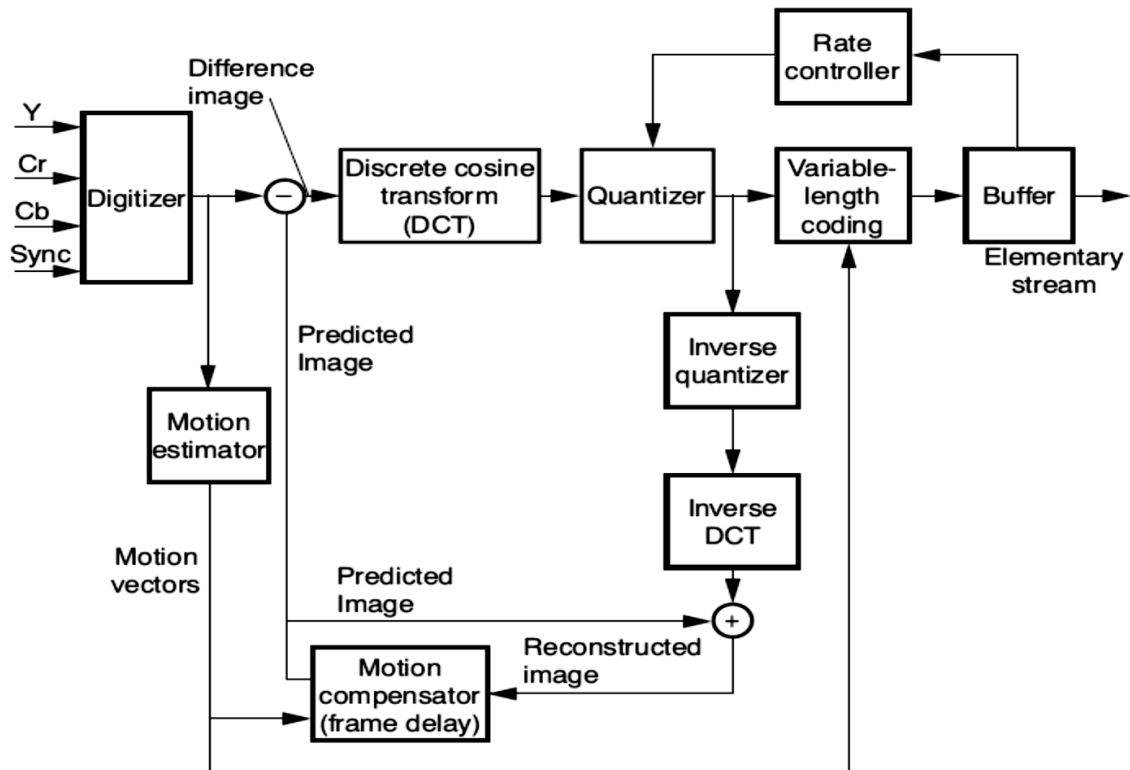 Rate
controller
Difference
image
Y
Cr
Cb
Sync
Digitizer
−
Discrete cosine
transform
(DCT)
Quantizer
Variable-
length
coding
Buffer
Elementary
stream
Predicted
Image
Inverse
quantizer
Motion
estimator
Inverse
DCT
Motion
vectors
Predicted
Image
+
Reconstructed
image
Motion
compensator
(frame delay)